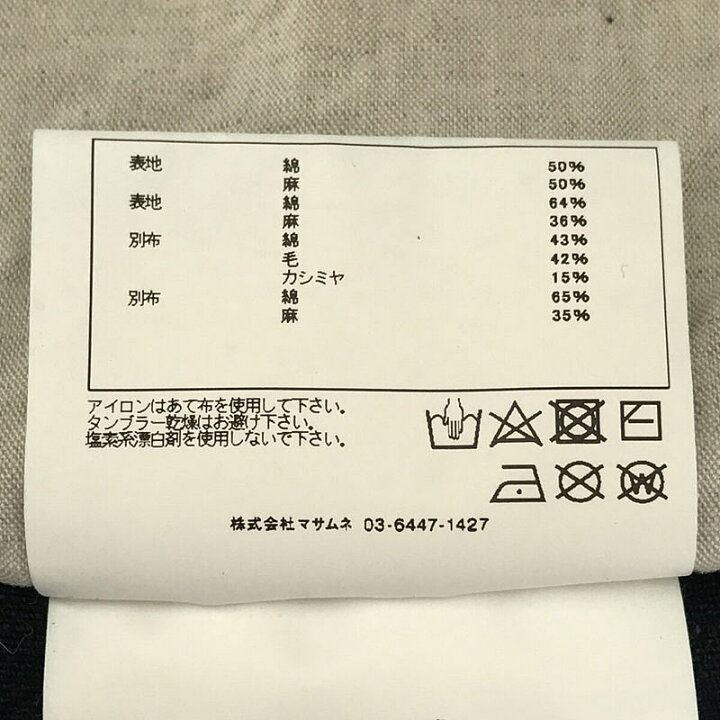 表地 綿 50%
麻 50%
表地 綿 64%
麻 36%
別布 綿 43%
毛 42%
カシミヤ 15%
別布 綿 65%
麻 35%
アイロンはあて布を使用して下さい。
タンブラー乾燥はお避け下さい。
塩素系漂白剤を使用しないで下さい。
W
株式会社マサムネ 03-6447-1427